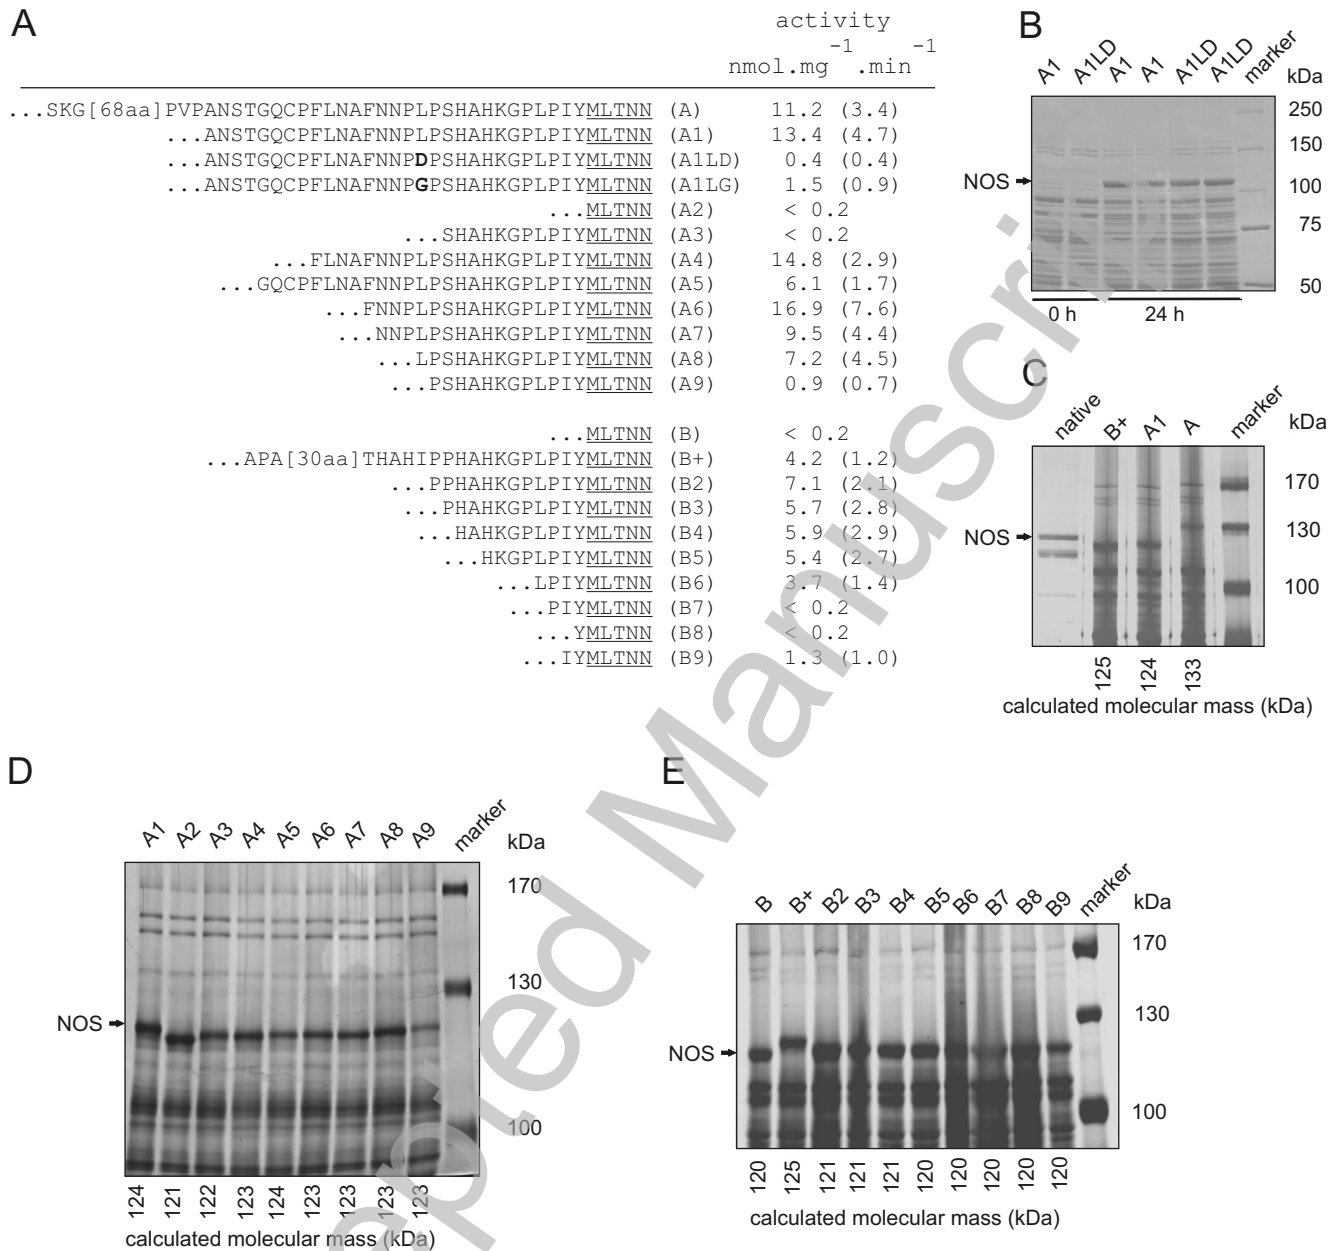 A
activity
nmol.mg⁻¹.min⁻¹
...SKG[68aa]PVPANSTGQCPFLNAFNNPLPSHAHKGPLPIYMLTNN (A) 11.2 (3.4)
...ANSTGQCPFLNAFNNPLPSHAHKGPLPIYMLTNN (A1) 13.4 (4.7)
...ANSTGQCPFLNAFNNPDPSHAHKGPLPIYMLTNN (A1LD) 0.4 (0.4)
...ANSTGQCPFLNAFNNPGPSHAHKGPLPIYMLTNN (A1LG) 1.5 (0.9)
...MLTNN (A2) < 0.2
...SHAHKGPLPIYMLTNN (A3) < 0.2
...FLNAFNNPLPSHAHKGPLPIYMLTNN (A4) 14.8 (2.9)
...GQCPFLNAFNNPLPSHAHKGPLPIYMLTNN (A5) 6.1 (1.7)
...FNNPLPSHAHKGPLPIYMLTNN (A6) 16.9 (7.6)
...NNPLPSHAHKGPLPIYMLTNN (A7) 9.5 (4.4)
...LPSHAHKGPLPIYMLTNN (A8) 7.2 (4.5)
...PSHAHKGPLPIYMLTNN (A9) 0.9 (0.7)
...MLTNN (B) < 0.2
...APA[30aa]THAHIPPHAHKGPLPIYMLTNN (B+) 4.2 (1.2)
...PPHAHKGPLPIYMLTNN (B2) 7.1 (2.1)
...PHAHKGPLPIYMLTNN (B3) 5.7 (2.8)
...HAHKGPLPIYMLTNN (B4) 5.9 (2.9)
...HKGPLPIYMLTNN (B5) 5.4 (2.7)
...LPIYMLTNN (B6) 3.7 (1.4)
...PIYMLTNN (B7) < 0.2
...YMLTNN (B8) < 0.2
...IYMLTNN (B9) 1.3 (1.0)
B
A1 A1LD A1 A1 A1LD A1LD marker
kDa
250
150
NOS 100
75
50
0 h 24 h
C
native B+ A1 A marker
kDa
170
130
NOS
100
125 124 133
calculated molecular mass (kDa)
D
A1 A2 A3 A4 A5 A6 A7 A8 A9 marker
kDa
170
130
NOS
100
124 121 122 123 124 123 123 123 123
calculated molecular mass (kDa)
E
B B+ B2 B3 B4 B5 B6 B7 B8 B9 marker
kDa
170
130
NOS
100
120 125 121 121 121 120 120 120 120 120
calculated molecular mass (kDa)
pted Manuscri